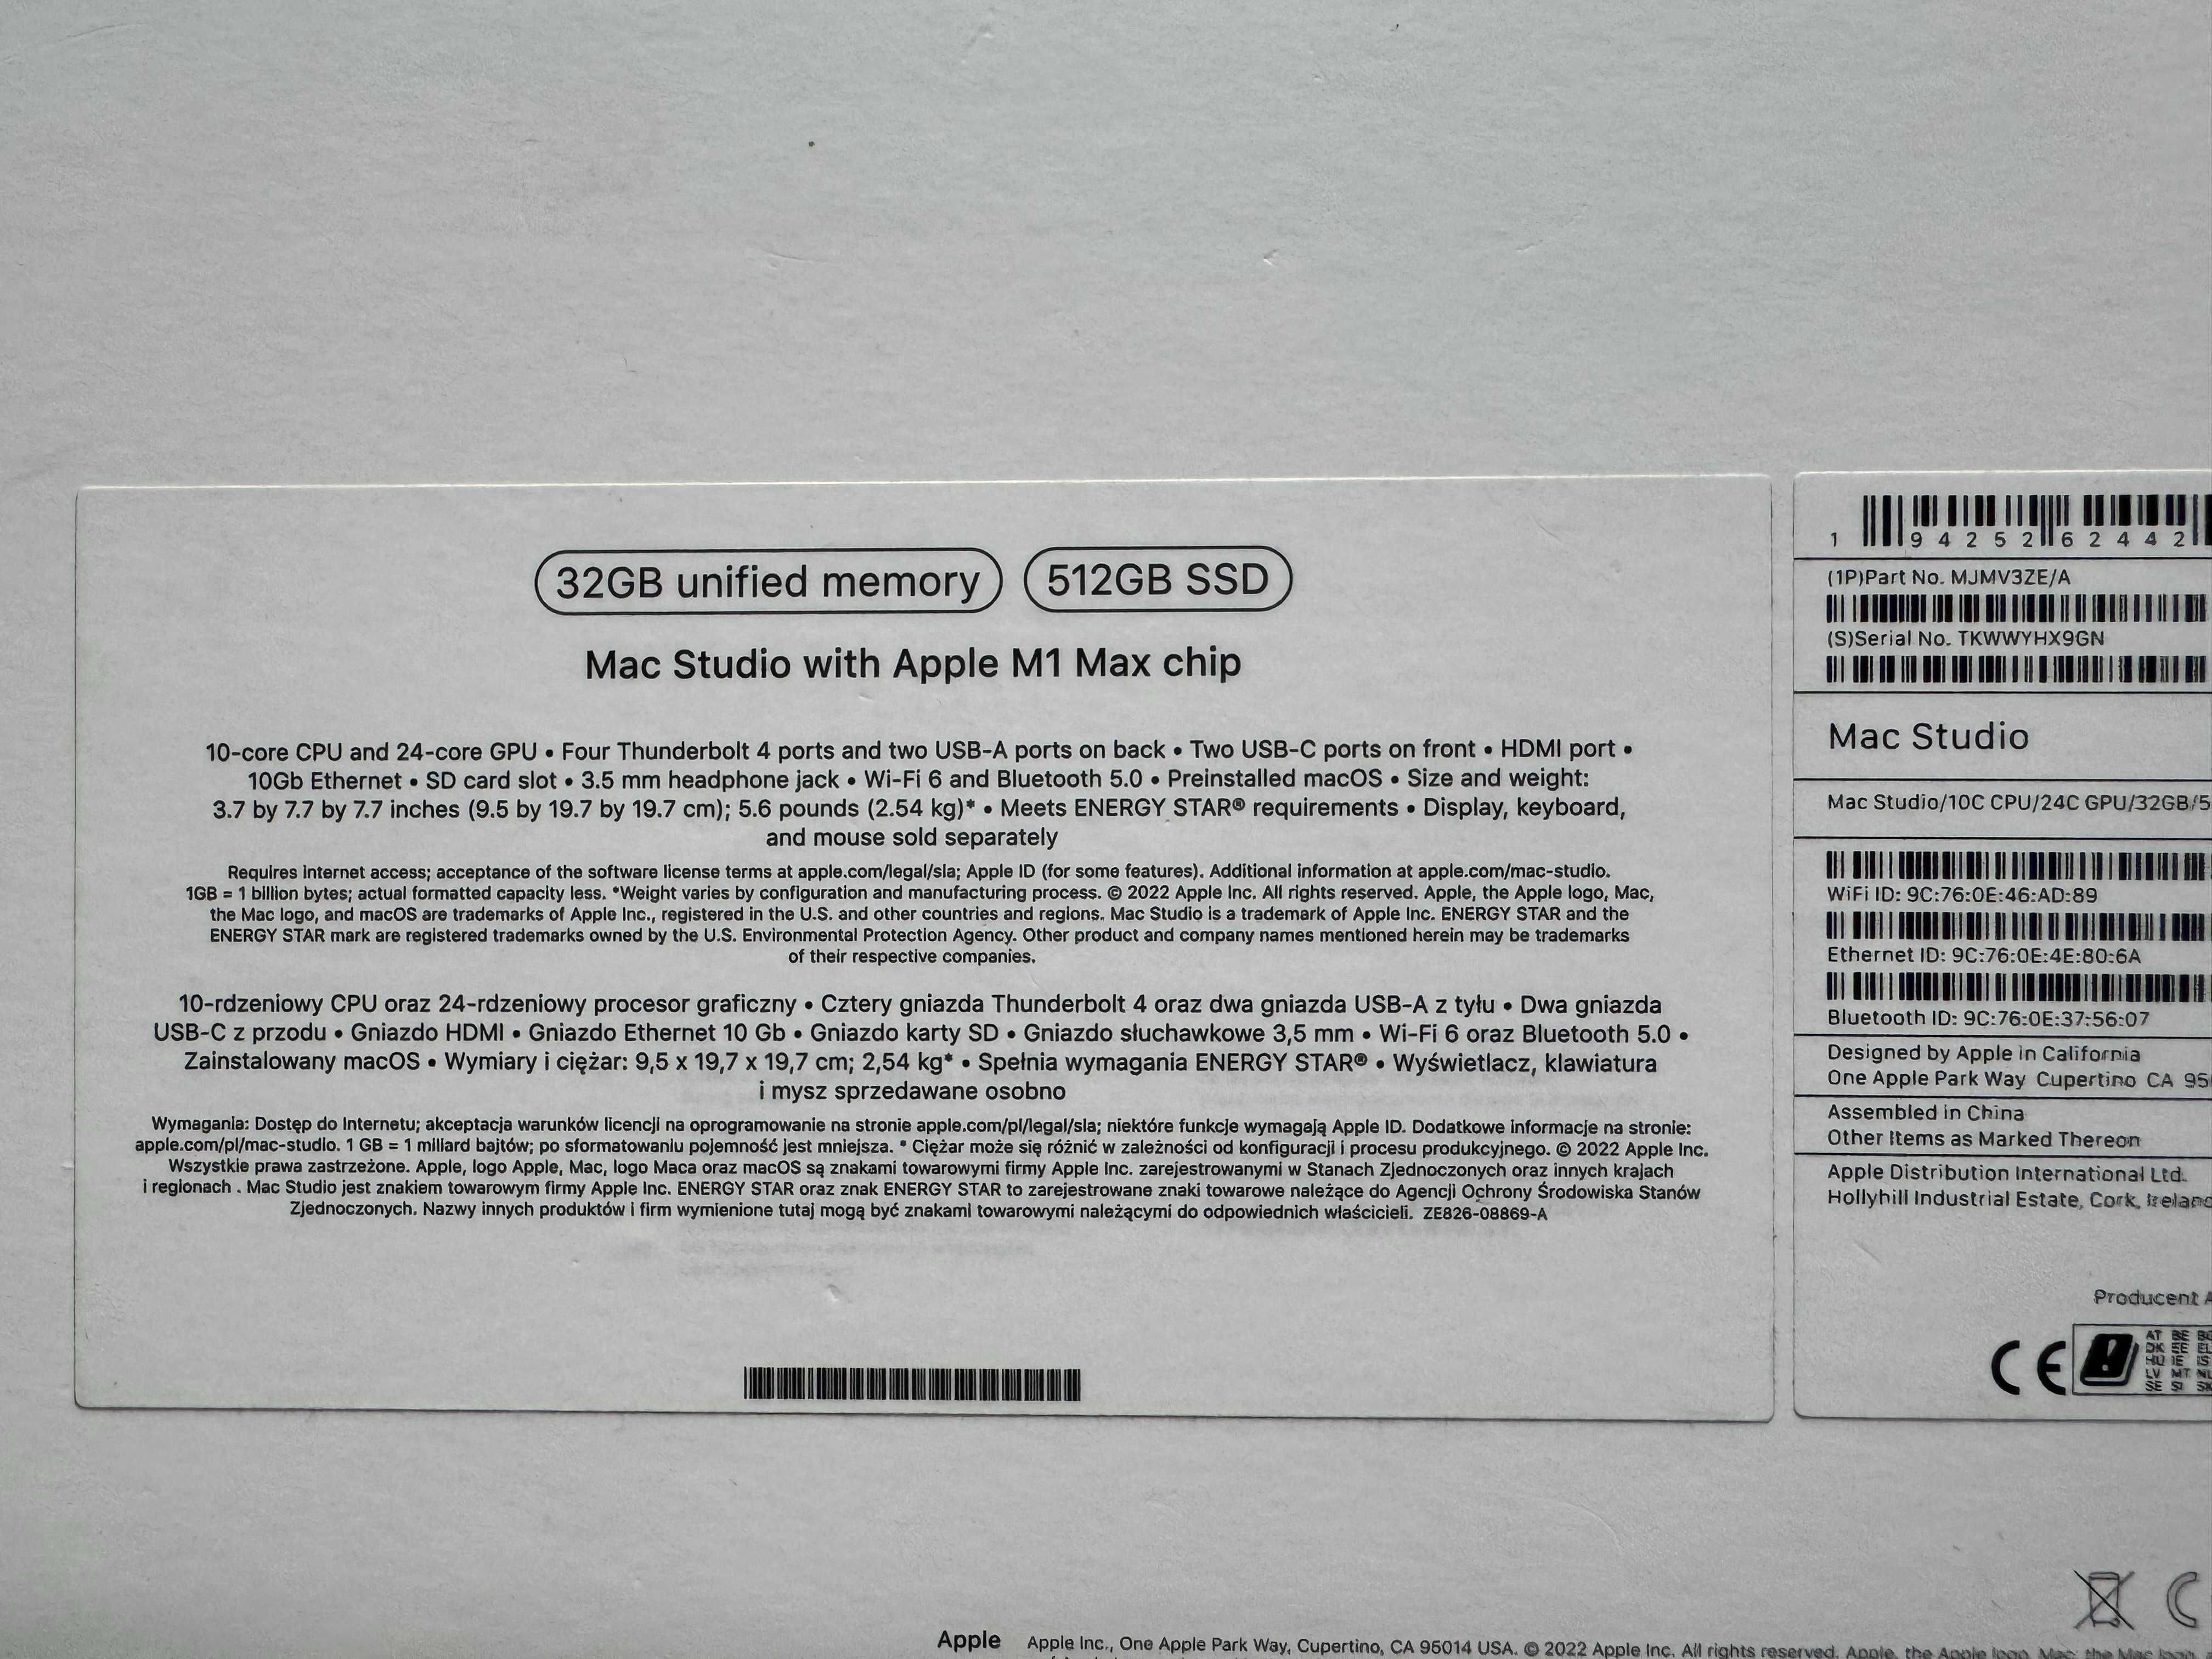 32GB unified memory 512GB SSD
Mac Studio with Apple M1 Max chip
10-core CPU and 24-core GPU • Four Thunderbolt 4 ports and two USB-A ports on back • Two USB-C ports on front • HDMI port •
10Gb Ethernet • SD card slot • 3.5 mm headphone jack • Wi-Fi 6 and Bluetooth 5.0 • Preinstalled macOS • Size and weight:
3.7 by 7.7 by 7.7 inches (9.5 by 19.7 by 19.7 cm); 5.6 pounds (2.54 kg)* • Meets ENERGY STAR® requirements • Display, keyboard,
and mouse sold separately
Requires internet access; acceptance of the software license terms at apple.com/legal/sla; Apple ID (for some features). Additional information at apple.com/mac-studio.
1GB = 1 billion bytes; actual formatted capacity less. *Weight varies by configuration and manufacturing process. © 2022 Apple Inc. All rights reserved. Apple, the Apple logo, Mac,
the Mac logo, and macOS are trademarks of Apple Inc., registered in the U.S. and other countries and regions. Mac Studio is a trademark of Apple Inc. ENERGY STAR and the
ENERGY STAR mark are registered trademarks owned by the U.S. Environmental Protection Agency. Other product and company names mentioned herein may be trademarks
of their respective companies.
10-rdzeniowy CPU oraz 24-rdzeniowy procesor graficzny • Cztery gniazda Thunderbolt 4 oraz dwa gniazda USB-A z tyłu • Dwa gniazda
USB-C z przodu • Gniazdo HDMI • Gniazdo Ethernet 10 Gb • Gniazdo karty SD • Gniazdo słuchawkowe 3,5 mm • Wi-Fi 6 oraz Bluetooth 5.0 •
Zainstalowany macOS • Wymiary i ciężar: 9,5 x 19,7 x 19,7 cm; 2,54 kg* • Spełnia wymagania ENERGY STAR® • Wyświetlacz, klawiatura
i mysz sprzedawane osobno
Wymagania: Dostęp do Internetu; akceptacja warunków licencji na oprogramowanie na stronie apple.com/pl/legal/sla; niektóre funkcje wymagają Apple ID. Dodatkowe informacje na stronie:
apple.com/pl/mac-studio. 1 GB = 1 miliard bajtów; po sformatowaniu pojemność jest mniejsza. * Ciężar może się różnić w zależności od konfiguracji i procesu produkcyjnego. © 2022 Apple Inc.
Wszystkie prawa zastrzeżone. Apple, logo Apple, Mac, logo Maca oraz macOS są znakami towarowymi firmy Apple Inc. zarejestrowanymi w Stanach Zjednoczonych oraz innych krajach
i regionach . Mac Studio jest znakiem towarowym firmy Apple Inc. ENERGY STAR oraz znak ENERGY STAR to zarejestrowane znaki towarowe należące do Agencji Ochrony Środowiska Stanów
Zjednoczonych. Nazwy innych produktów i firm wymienione tutaj mogą być znakami towarowymi należącymi do odpowiednich właścicieli. ZE826-08869-A
1 94252 62442
(1P)Part No. MJMV3ZE/A
(S)Serial No. TKWWYHX9GN
Mac Studio
Mac Studio/10C CPU/24C GPU/32GB/5
WiFi ID: 9C:76:0E:46:AD:89
Ethernet ID: 9C:76:0E:4E:80:6A
Bluetooth ID: 9C:76:0E:37:56:07
Designed by Apple in California
One Apple Park Way Cupertino CA 95
Assembled in China
Other Items as Marked Thereon
Apple Distribution International Ltd.
Hollyhill Industrial Estate, Cork, Ireland
Producent A
CE
AT BE
DK EE EL
HU IE IS
LV MT NL
SE SI SK
Apple Apple Inc., One Apple Park Way, Cupertino, CA 95014 USA. © 2022 Apple Inc. All rights reserved. Apple, the Apple logo, Mac, the Mac logo,